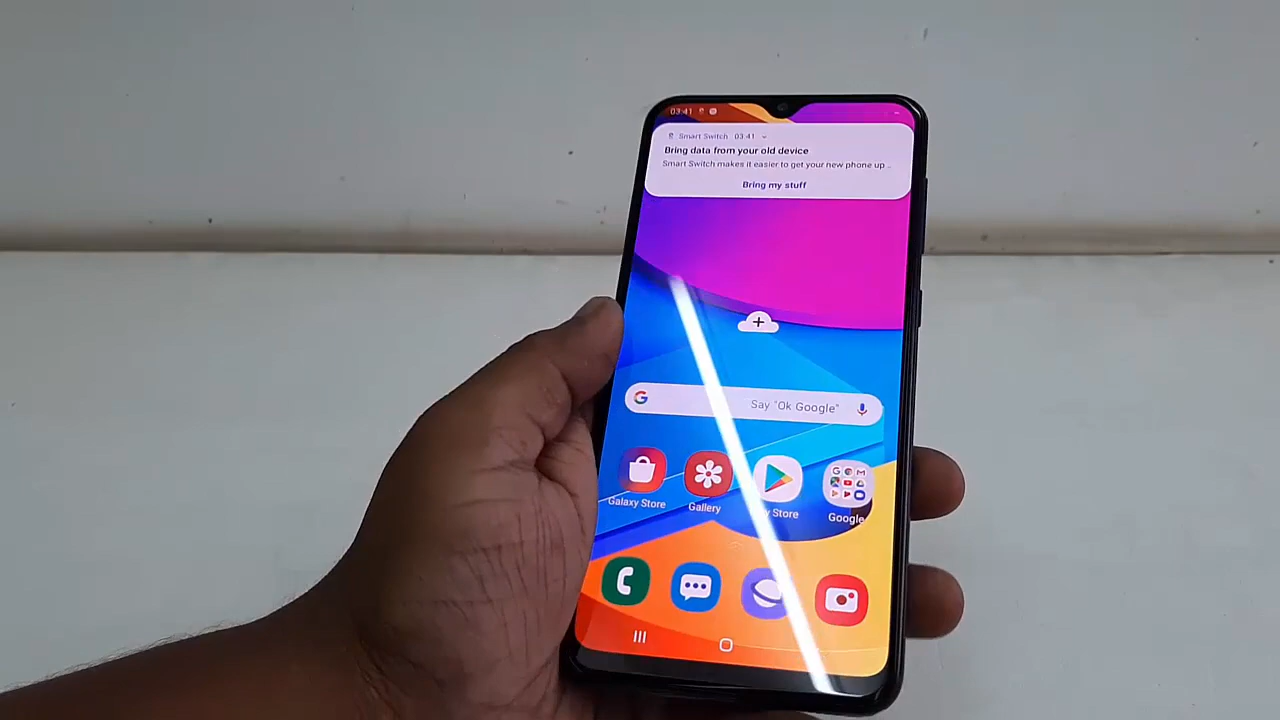 03:41
Smart Switch 03:41
Bring data from your old device
Smart Switch makes it easier to get your new phone up ...
Bring my stuff
G Say "Ok Google"
Galaxy Store
Gallery
y Store
Google